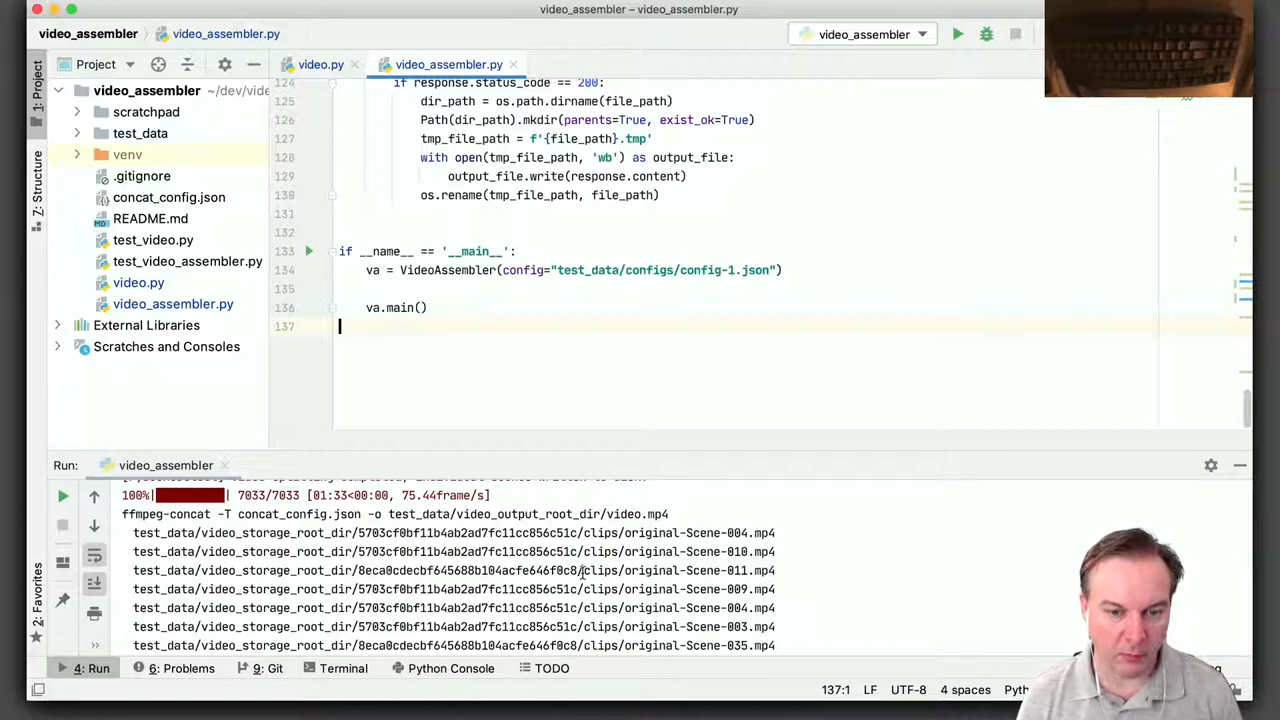 video_assembler – video_assembler.py
video_assembler
video_assembler.py
video_assembler
Project
video.py
video_assembler.py
1: Project
Z: Structure
2: Favorites
video_assembler ~/dev/vide
scratchpad
test_data
venv
.gitignore
concat_config.json
README.md
test_video.py
test_video_assembler.py
video.py
video_assembler.py
External Libraries
Scratches and Consoles
124 if response.status_code == 200:
125 dir_path = os.path.dirname(file_path)
126 Path(dir_path).mkdir(parents=True, exist_ok=True)
127 tmp_file_path = f'{file_path}.tmp'
128 with open(tmp_file_path, 'wb') as output_file:
129 output_file.write(response.content)
130 os.rename(tmp_file_path, file_path)
131
132
133 if __name__ == '__main__':
134 va = VideoAssembler(config="test_data/configs/config-1.json")
135
136 va.main()
137
Run: video_assembler
100%| | 7033/7033 [01:33<00:00, 75.44frame/s]
ffmpeg-concat -T concat_config.json -o test_data/video_output_root_dir/video.mp4
test_data/video_storage_root_dir/5703cf0bf11b4ab2ad7fc11cc856c51c/clips/original-Scene-004.mp4
test_data/video_storage_root_dir/5703cf0bf11b4ab2ad7fc11cc856c51c/clips/original-Scene-010.mp4
test_data/video_storage_root_dir/8eca0cdecbf645688b104acfe646f0c8/clips/original-Scene-011.mp4
test_data/video_storage_root_dir/5703cf0bf11b4ab2ad7fc11cc856c51c/clips/original-Scene-009.mp4
test_data/video_storage_root_dir/5703cf0bf11b4ab2ad7fc11cc856c51c/clips/original-Scene-004.mp4
test_data/video_storage_root_dir/5703cf0bf11b4ab2ad7fc11cc856c51c/clips/original-Scene-003.mp4
test_data/video_storage_root_dir/8eca0cdecbf645688b104acfe646f0c8/clips/original-Scene-035.mp4
4: Run
6: Problems
9: Git
Terminal
Python Console
TODO
137:1 LF UTF-8 4 spaces Pyth